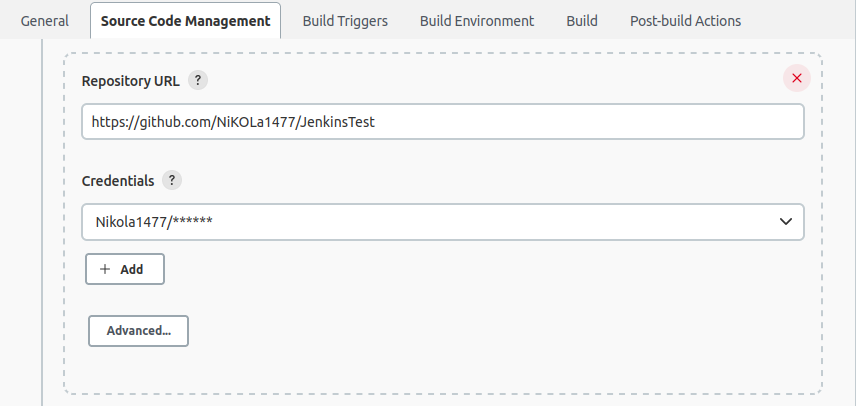 General Source Code Management Build Triggers Build Environment Build Post-build Actions
Repository URL ?
https://github.com/NiKOLa1477/JenkinsTest
Credentials ?
Nikola1477/******
+ Add
Advanced...